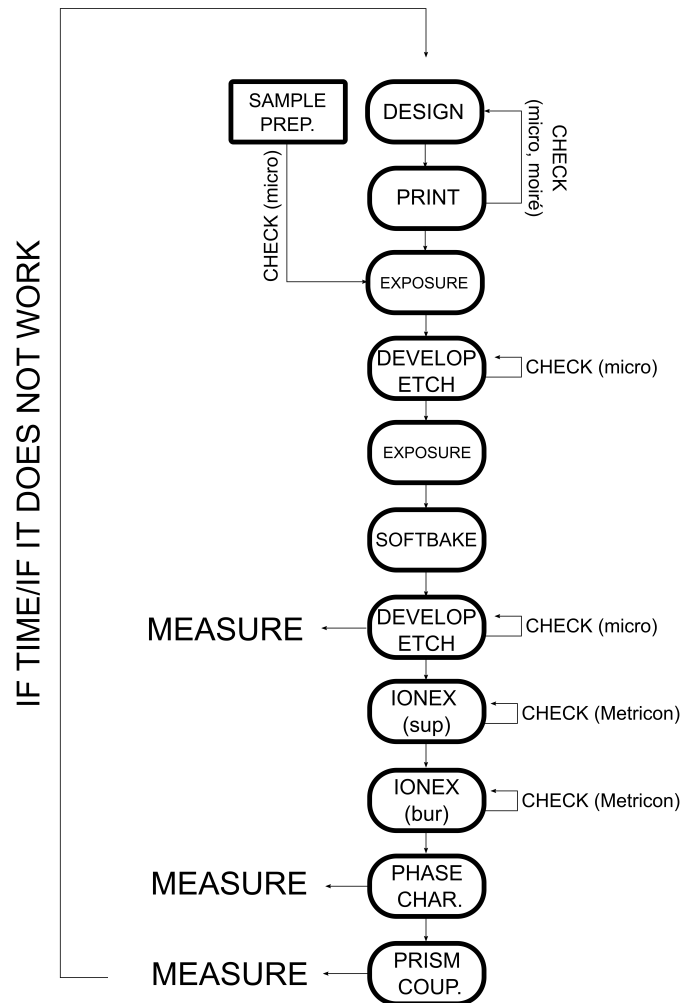 SAMPLE
PREP.
DESIGN
CHECK
(micro, moiré)
PRINT
CHECK (micro)
EXPOSURE
DEVELOP
ETCH
CHECK (micro)
EXPOSURE
SOFTBAKE
DEVELOP
ETCH
CHECK (micro)
MEASURE
IONEX
(sup)
CHECK (Metricon)
IONEX
(bur)
CHECK (Metricon)
PHASE
CHAR.
MEASURE
PRISM
COUP.
MEASURE
IF TIME/IF IT DOES NOT WORK